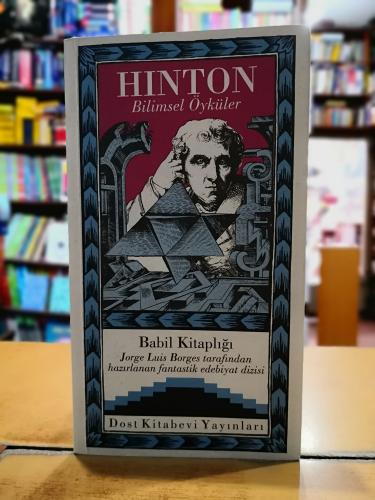 HINTON
Bilimsel Öyküler
Babil Kitaplığı
Jorge Luis Borges tarafından
hazırlanan fantastik edebiyat dizisi
Dost Kitabevi Yayınları